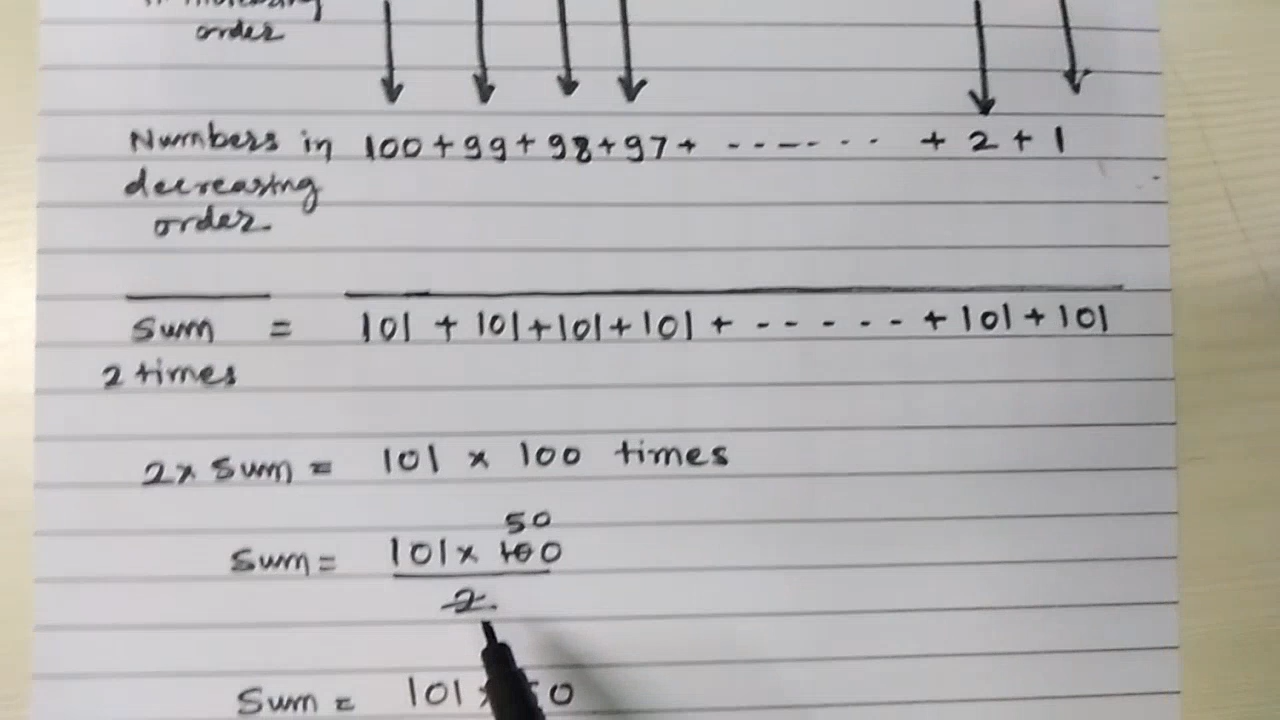 order
Numbers in 100 + 99 + 98 + 97 + ------·· + 2 + 1
decreasing
order.
Sum = 101 + 101 + 101 + 101 + ------ + 101 + 101
2 times
2x Sum = 101 x 100 times
50
Sum = 101 x 100
2
Sum = 101 x 50